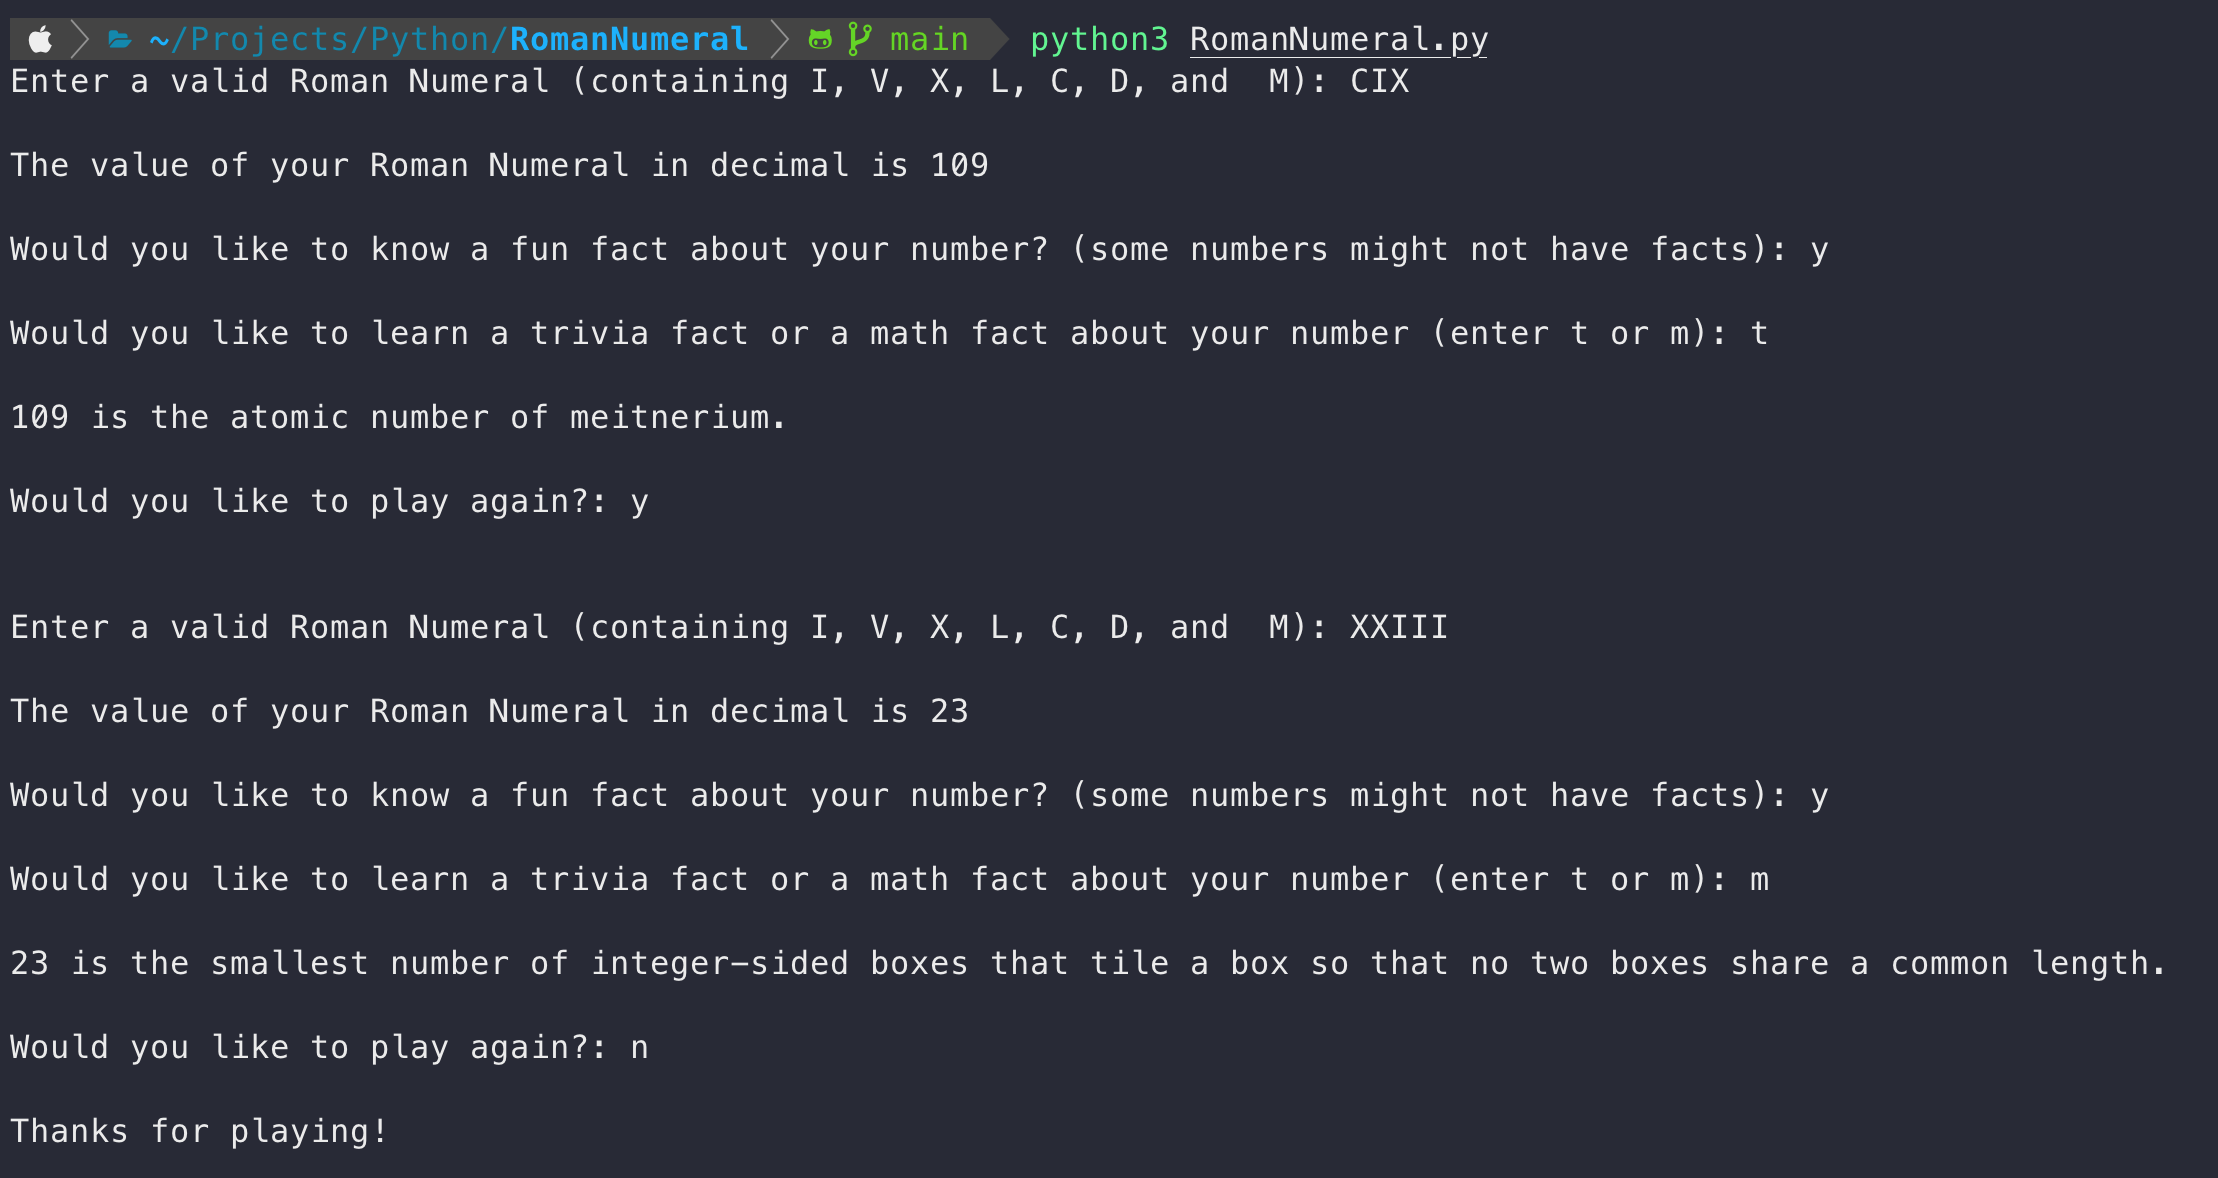 ~/Projects/Python/RomanNumeral main python3 RomanNumeral.py
Enter a valid Roman Numeral (containing I, V, X, L, C, D, and  M): CIX
The value of your Roman Numeral in decimal is 109
Would you like to know a fun fact about your number? (some numbers might not have facts): y
Would you like to learn a trivia fact or a math fact about your number (enter t or m): t
109 is the atomic number of meitnerium.
Would you like to play again?: y
Enter a valid Roman Numeral (containing I, V, X, L, C, D, and  M): XXIII
The value of your Roman Numeral in decimal is 23
Would you like to know a fun fact about your number? (some numbers might not have facts): y
Would you like to learn a trivia fact or a math fact about your number (enter t or m): m
23 is the smallest number of integer-sided boxes that tile a box so that no two boxes share a common length.
Would you like to play again?: n
Thanks for playing!